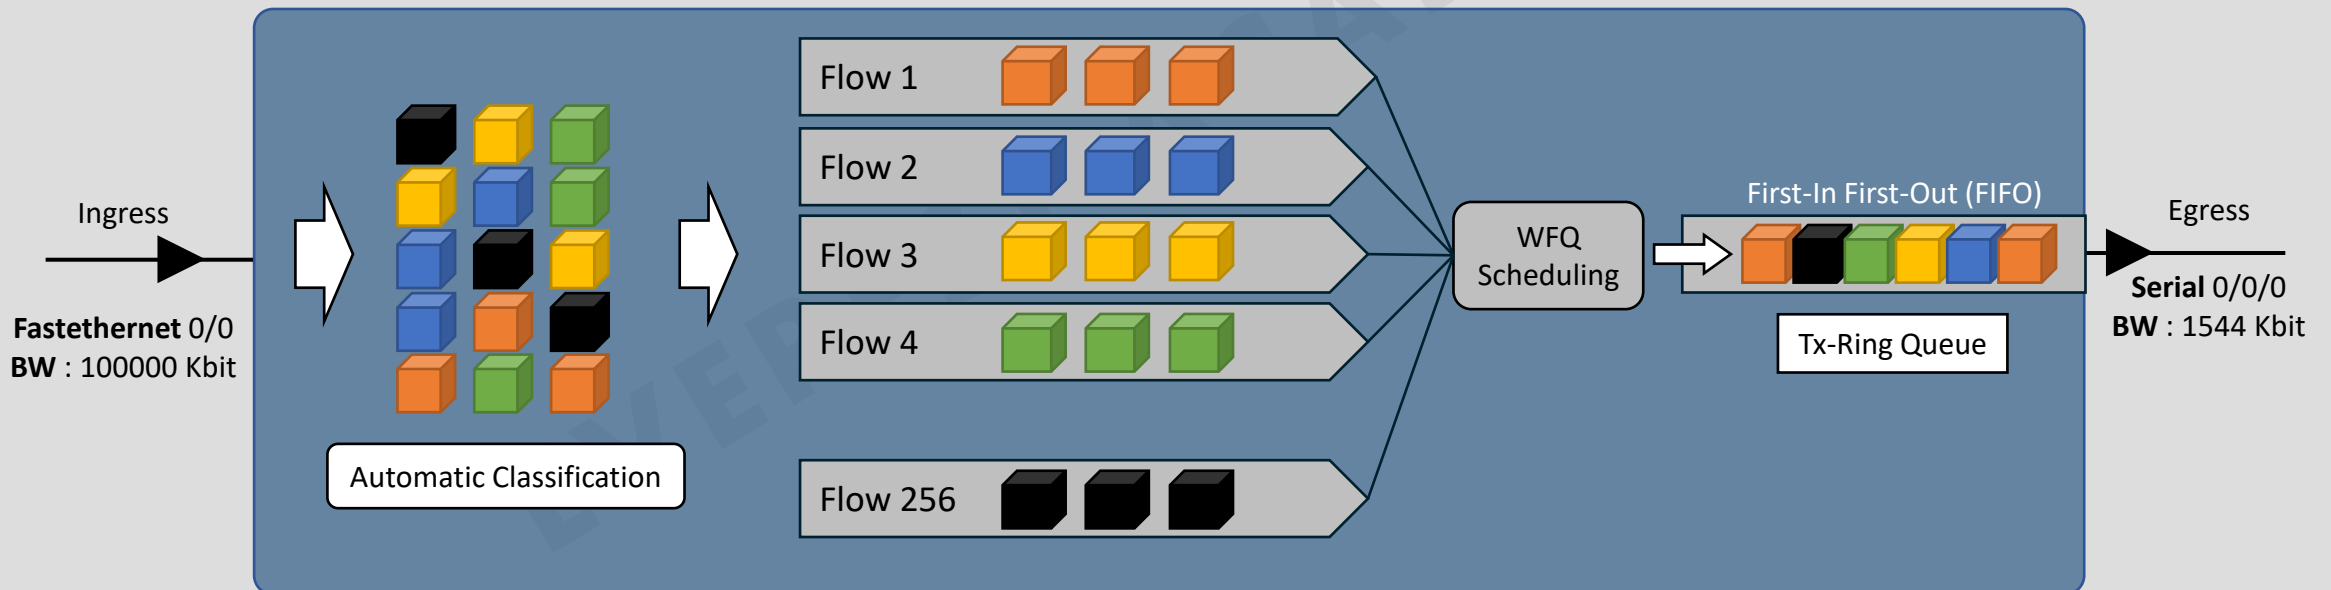 Ingress
Fastethernet 0/0
BW : 100000 Kbit
Automatic Classification
Flow 1
Flow 2
Flow 3
Flow 4
Flow 256
WFQ
Scheduling
First-In First-Out (FIFO)
Tx-Ring Queue
Egress
Serial 0/0/0
BW : 1544 Kbit